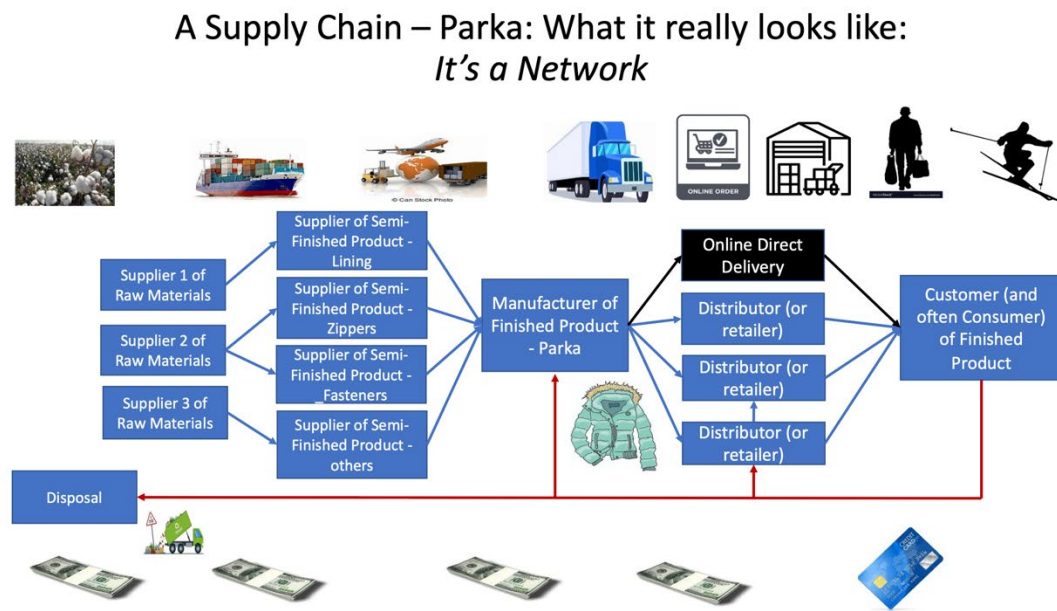 A Supply Chain – Parka: What it really looks like:
It's a Network
© Can Stock Photo
ONLINE ORDER
Supplier 1 of
Raw Materials
Supplier 2 of
Raw Materials
Supplier 3 of
Raw Materials
Supplier of Semi-
Finished Product -
Lining
Supplier of Semi-
Finished Product -
Zippers
Supplier of Semi-
Finished Product -
_Fasteners
Supplier of Semi-
Finished Product -
others
Manufacturer of
Finished Product
- Parka
Online Direct
Delivery
Distributor (or
retailer)
Distributor (or
retailer)
Distributor (or
retailer)
Customer (and
often Consumer)
of Finished
Product
Disposal
CREDIT
CARD